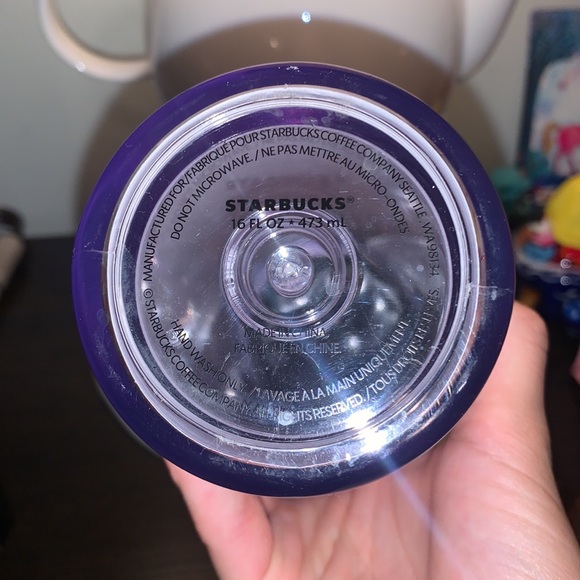 MANUFACTURED FOR/FABRIQUÉ POUR STARBUCKS COFFEE COMPANY SEATTLE, WA 98134
DO NOT MICROWAVE. / NE PAS METTRE AU MICRO-ONDES
STARBUCKS®
16 FL OZ • 473 mL
MADE IN CHINA
FABRIQUÉ EN CHINE
HAND WASH ONLY / LAVAGE À LA MAIN UNIQUEMENT
© STARBUCKS COFFEE COMPANY. ALL RIGHTS RESERVED. / TOUS DROITS